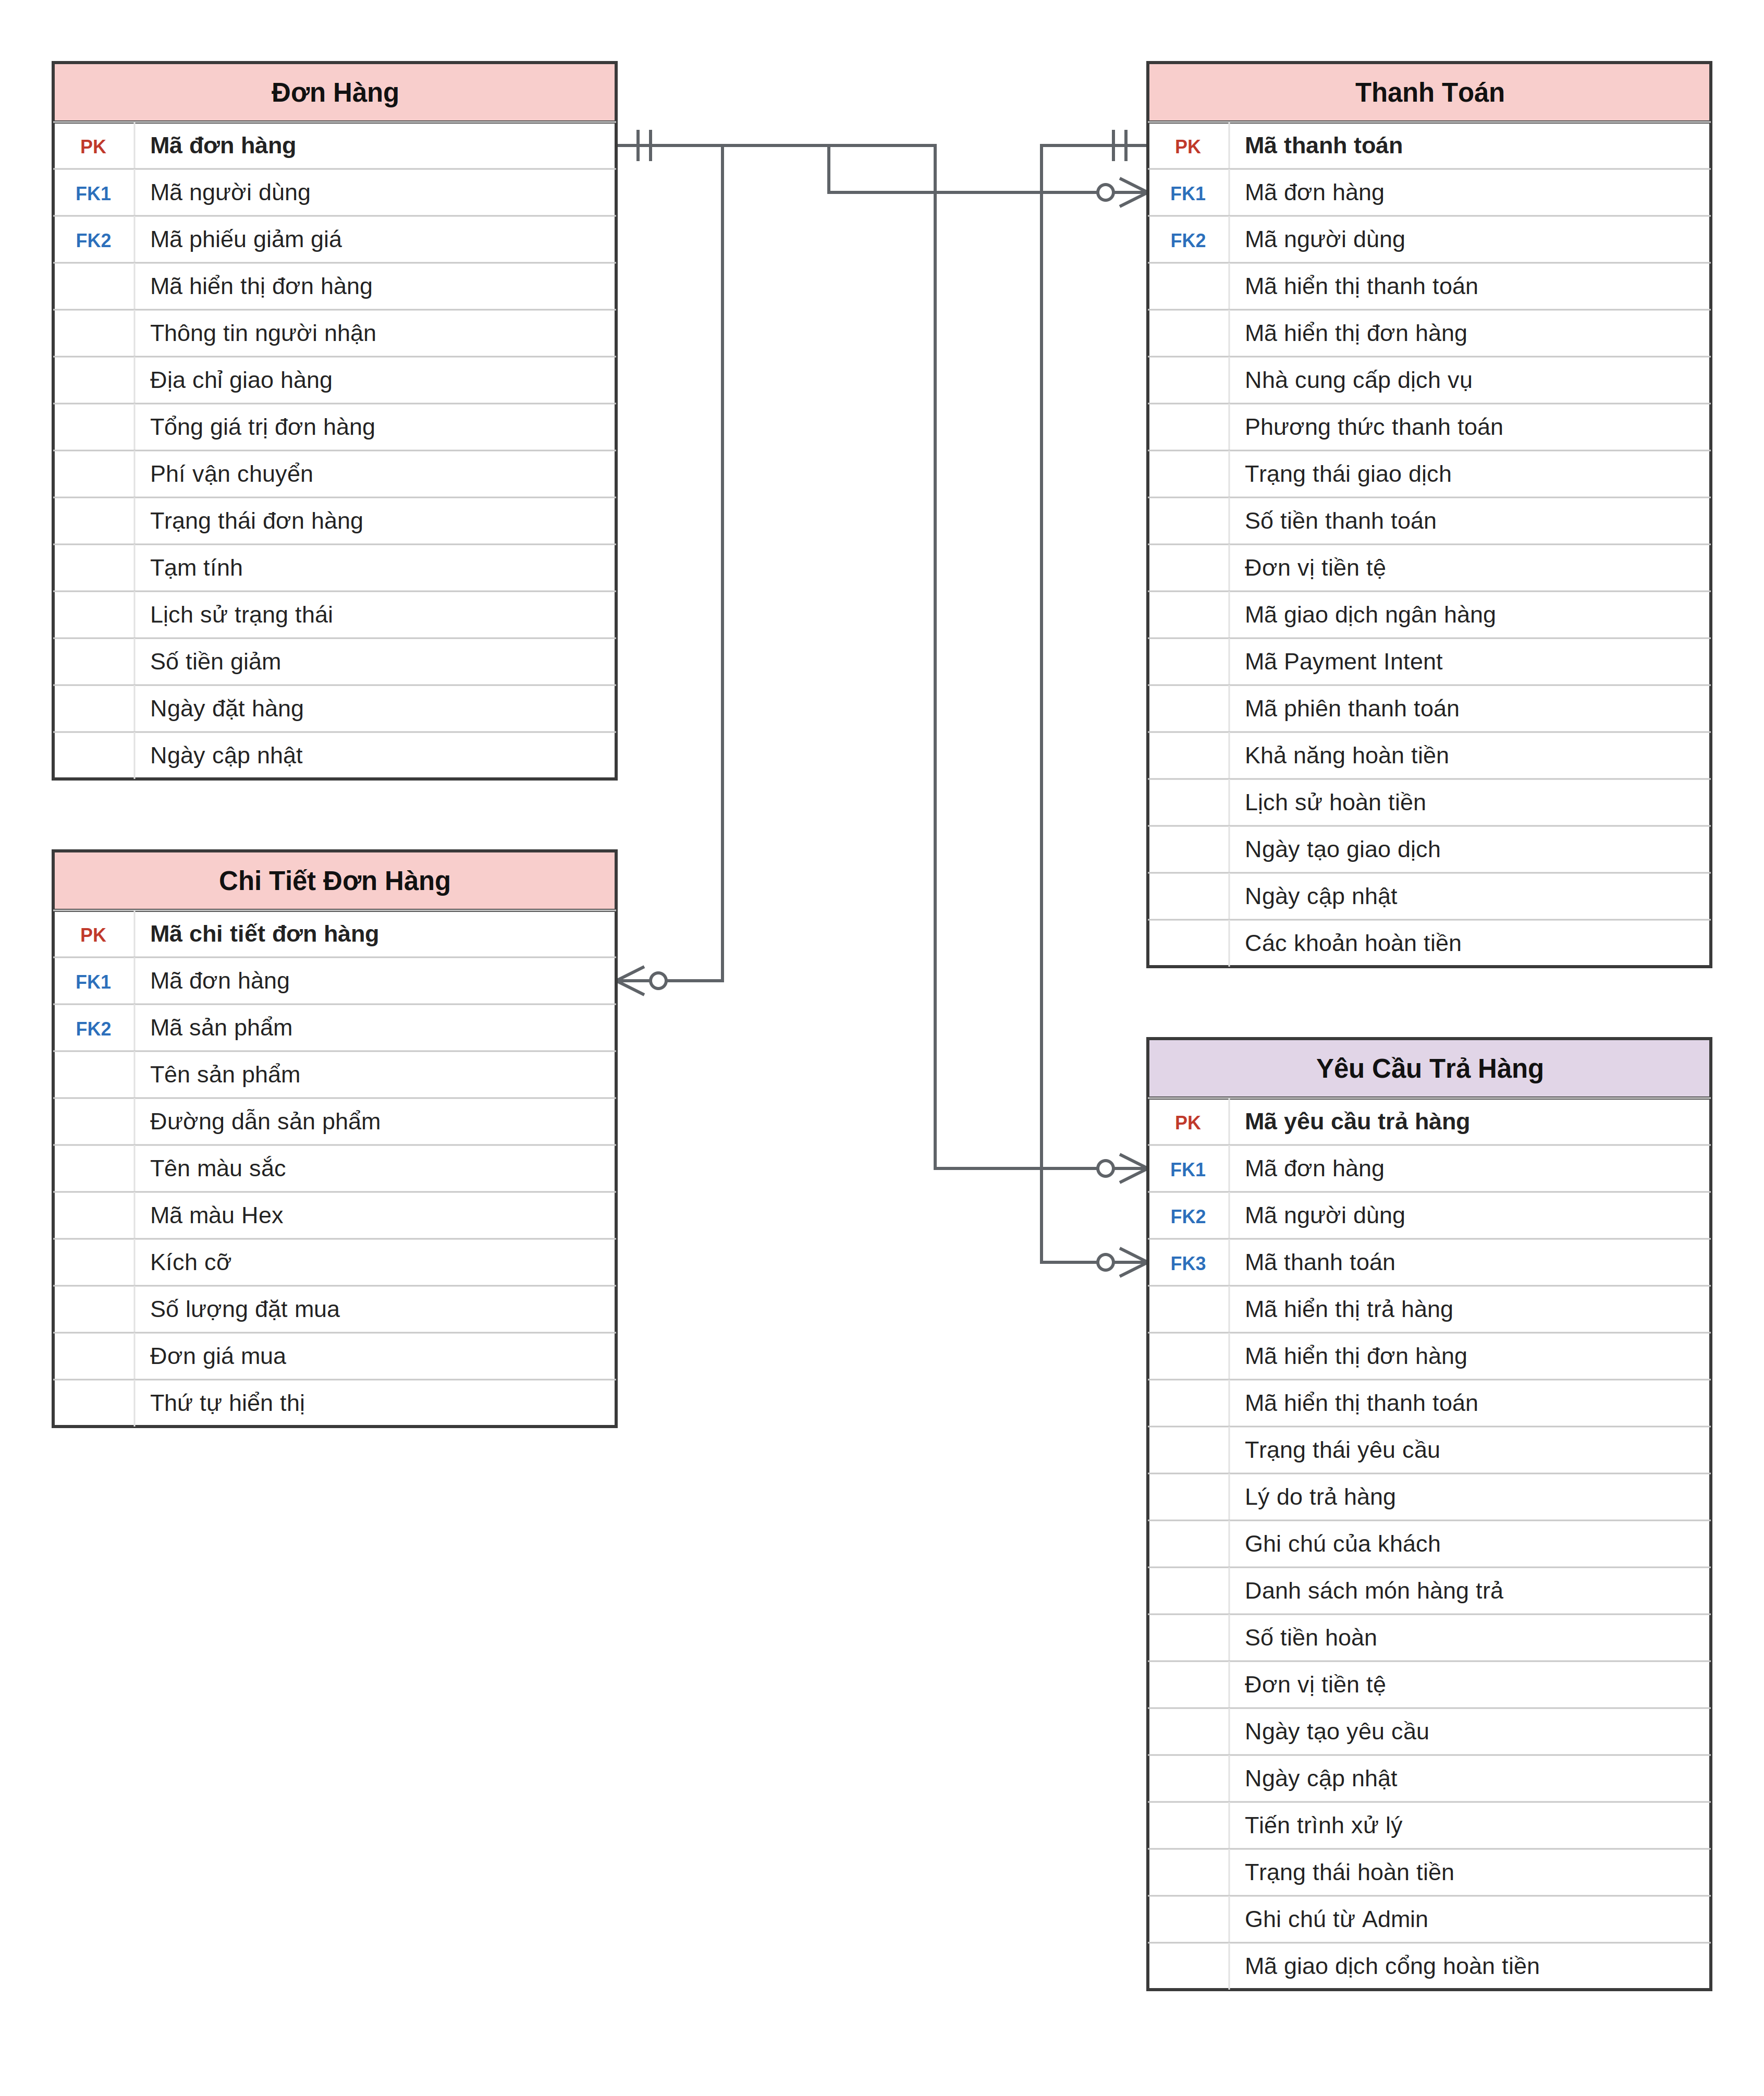 Đơn Hàng
PK Mã đơn hàng
FK1 Mã người dùng
FK2 Mã phiếu giảm giá
Mã hiển thị đơn hàng
Thông tin người nhận
Địa chỉ giao hàng
Tổng giá trị đơn hàng
Phí vận chuyển
Trạng thái đơn hàng
Tạm tính
Lịch sử trạng thái
Số tiền giảm
Ngày đặt hàng
Ngày cập nhật
Chi Tiết Đơn Hàng
PK Mã chi tiết đơn hàng
FK1 Mã đơn hàng
FK2 Mã sản phẩm
Tên sản phẩm
Đường dẫn sản phẩm
Tên màu sắc
Mã màu Hex
Kích cỡ
Số lượng đặt mua
Đơn giá mua
Thứ tự hiển thị
Thanh Toán
PK Mã thanh toán
FK1 Mã đơn hàng
FK2 Mã người dùng
Mã hiển thị thanh toán
Mã hiển thị đơn hàng
Nhà cung cấp dịch vụ
Phương thức thanh toán
Trạng thái giao dịch
Số tiền thanh toán
Đơn vị tiền tệ
Mã giao dịch ngân hàng
Mã Payment Intent
Mã phiên thanh toán
Khả năng hoàn tiền
Lịch sử hoàn tiền
Ngày tạo giao dịch
Ngày cập nhật
Các khoản hoàn tiền
Yêu Cầu Trả Hàng
PK Mã yêu cầu trả hàng
FK1 Mã đơn hàng
FK2 Mã người dùng
FK3 Mã thanh toán
Mã hiển thị trả hàng
Mã hiển thị đơn hàng
Mã hiển thị thanh toán
Trạng thái yêu cầu
Lý do trả hàng
Ghi chú của khách
Danh sách món hàng trả
Số tiền hoàn
Đơn vị tiền tệ
Ngày tạo yêu cầu
Ngày cập nhật
Tiến trình xử lý
Trạng thái hoàn tiền
Ghi chú từ Admin
Mã giao dịch cổng hoàn tiền